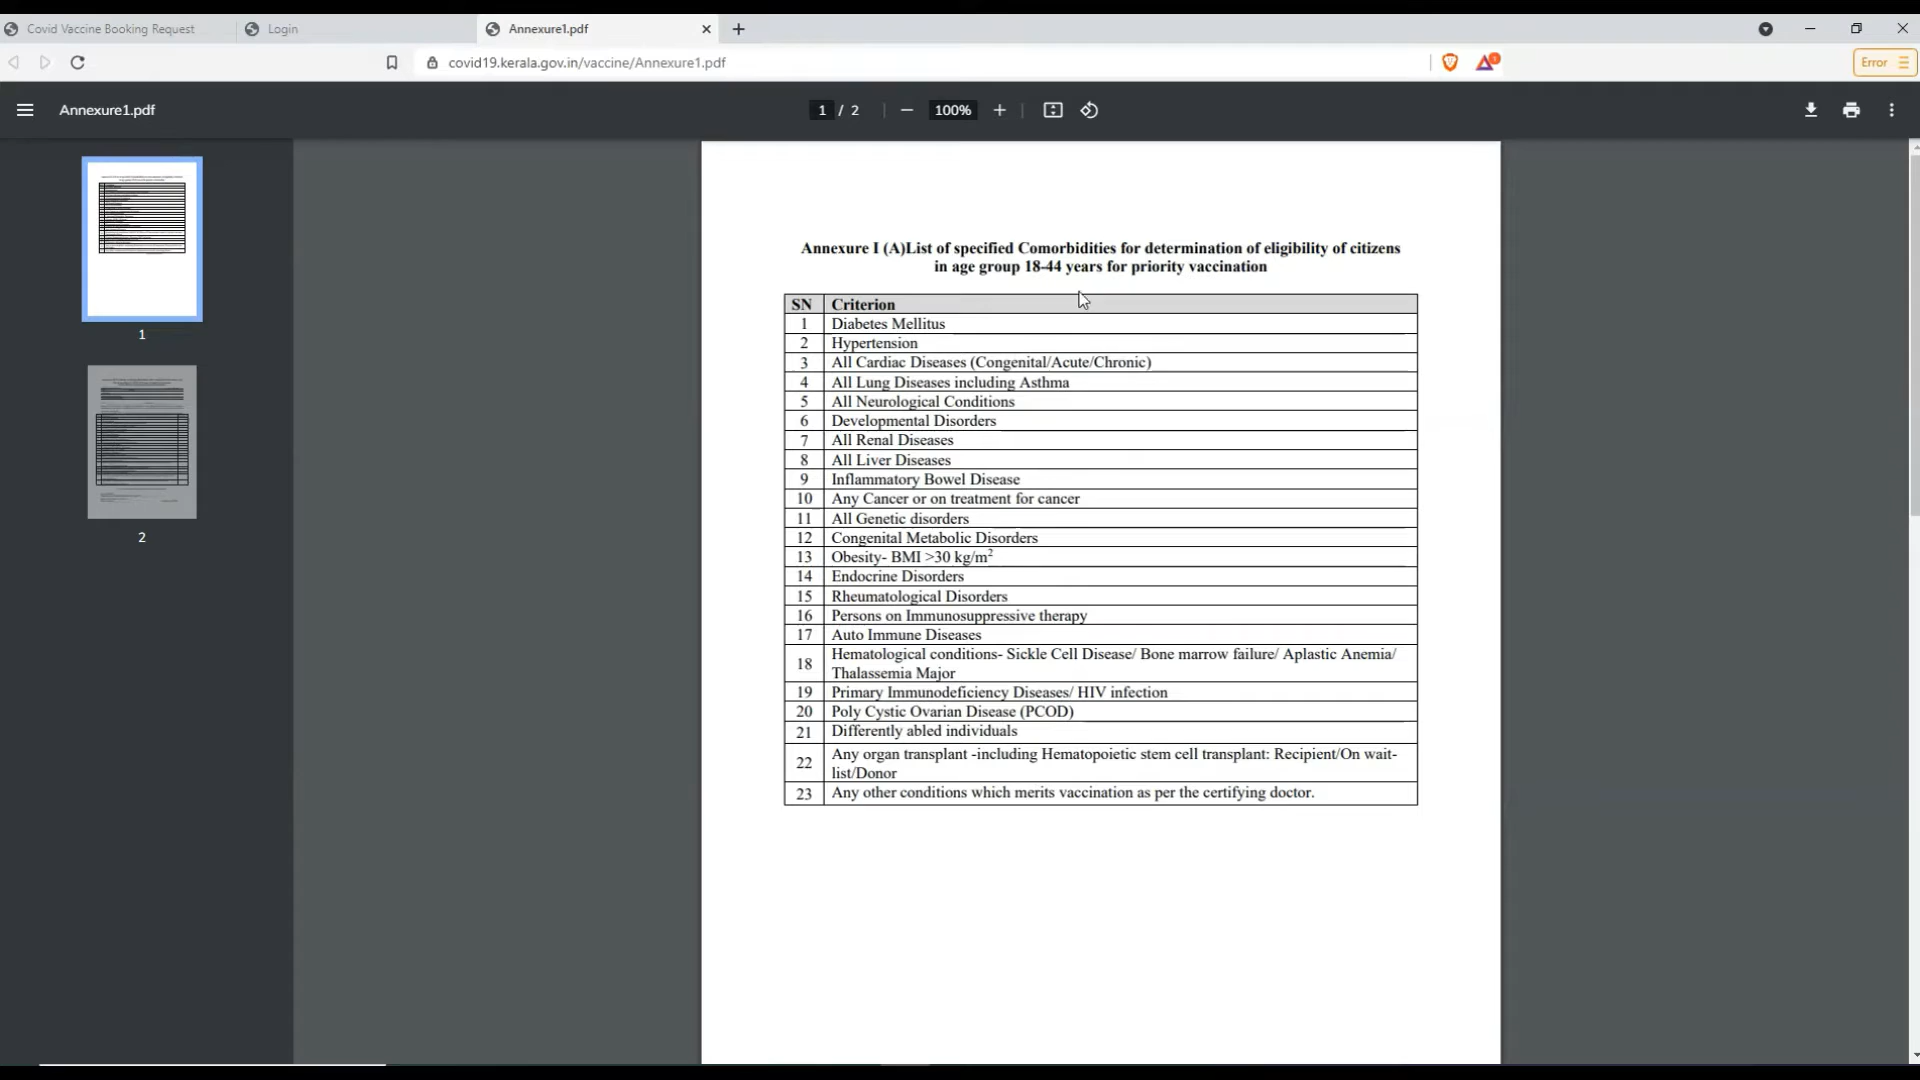 Covid Vaccine Booking Request
Login
Annexure1.pdf
covid19.kerala.gov.in/vaccine/Annexure1.pdf
1
Error
Annexure1.pdf
1 / 2
100%
1
2
Annexure I (A)List of specified Comorbidities for determination of eligibility of citizens
in age group 18-44 years for priority vaccination
SN Criterion
1 Diabetes Mellitus
2 Hypertension
3 All Cardiac Diseases (Congenital/Acute/Chronic)
4 All Lung Diseases including Asthma
5 All Neurological Conditions
6 Developmental Disorders
7 All Renal Diseases
8 All Liver Diseases
9 Inflammatory Bowel Disease
10 Any Cancer or on treatment for cancer
11 All Genetic disorders
12 Congenital Metabolic Disorders
13 Obesity- BMI >30 kg/m²
14 Endocrine Disorders
15 Rheumatological Disorders
16 Persons on Immunosuppressive therapy
17 Auto Immune Diseases
18 Hematological conditions- Sickle Cell Disease/ Bone marrow failure/ Aplastic Anemia/
Thalassemia Major
19 Primary Immunodeficiency Diseases/ HIV infection
20 Poly Cystic Ovarian Disease (PCOD)
21 Differently abled individuals
22 Any organ transplant -including Hematopoietic stem cell transplant: Recipient/On wait-
list/Donor
23 Any other conditions which merits vaccination as per the certifying doctor.